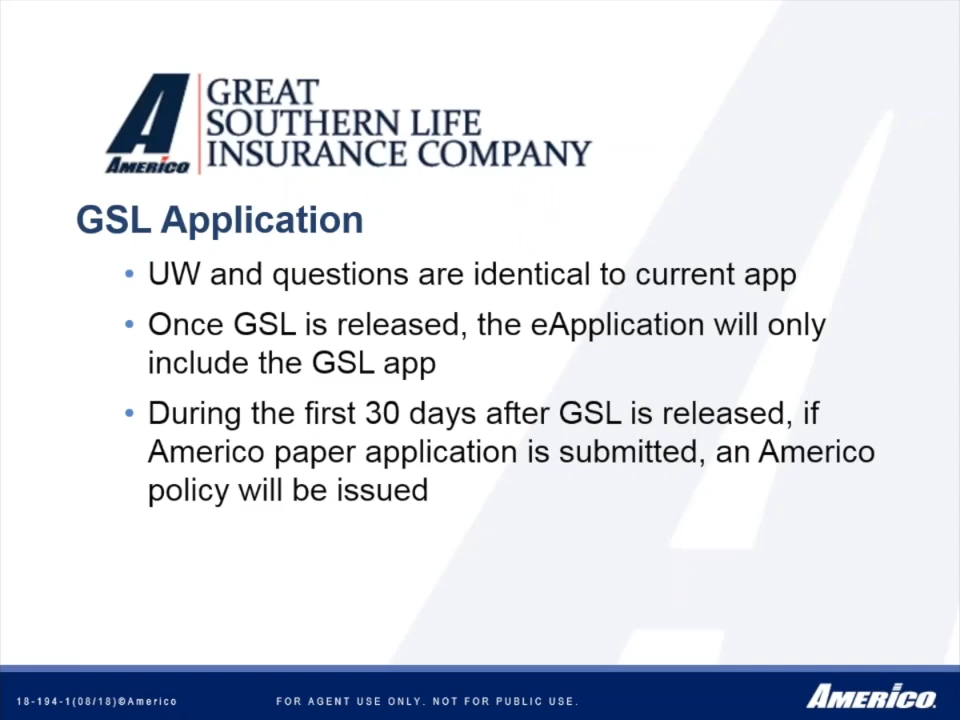 GREAT
SOUTHERN LIFE
INSURANCE COMPANY
AMERICO
GSL Application
• UW and questions are identical to current app
• Once GSL is released, the eApplication will only
include the GSL app
• During the first 30 days after GSL is released, if
Americo paper application is submitted, an Americo
policy will be issued
18-194-1(08/18)©Americo
FOR AGENT USE ONLY. NOT FOR PUBLIC USE.
AMERICO.